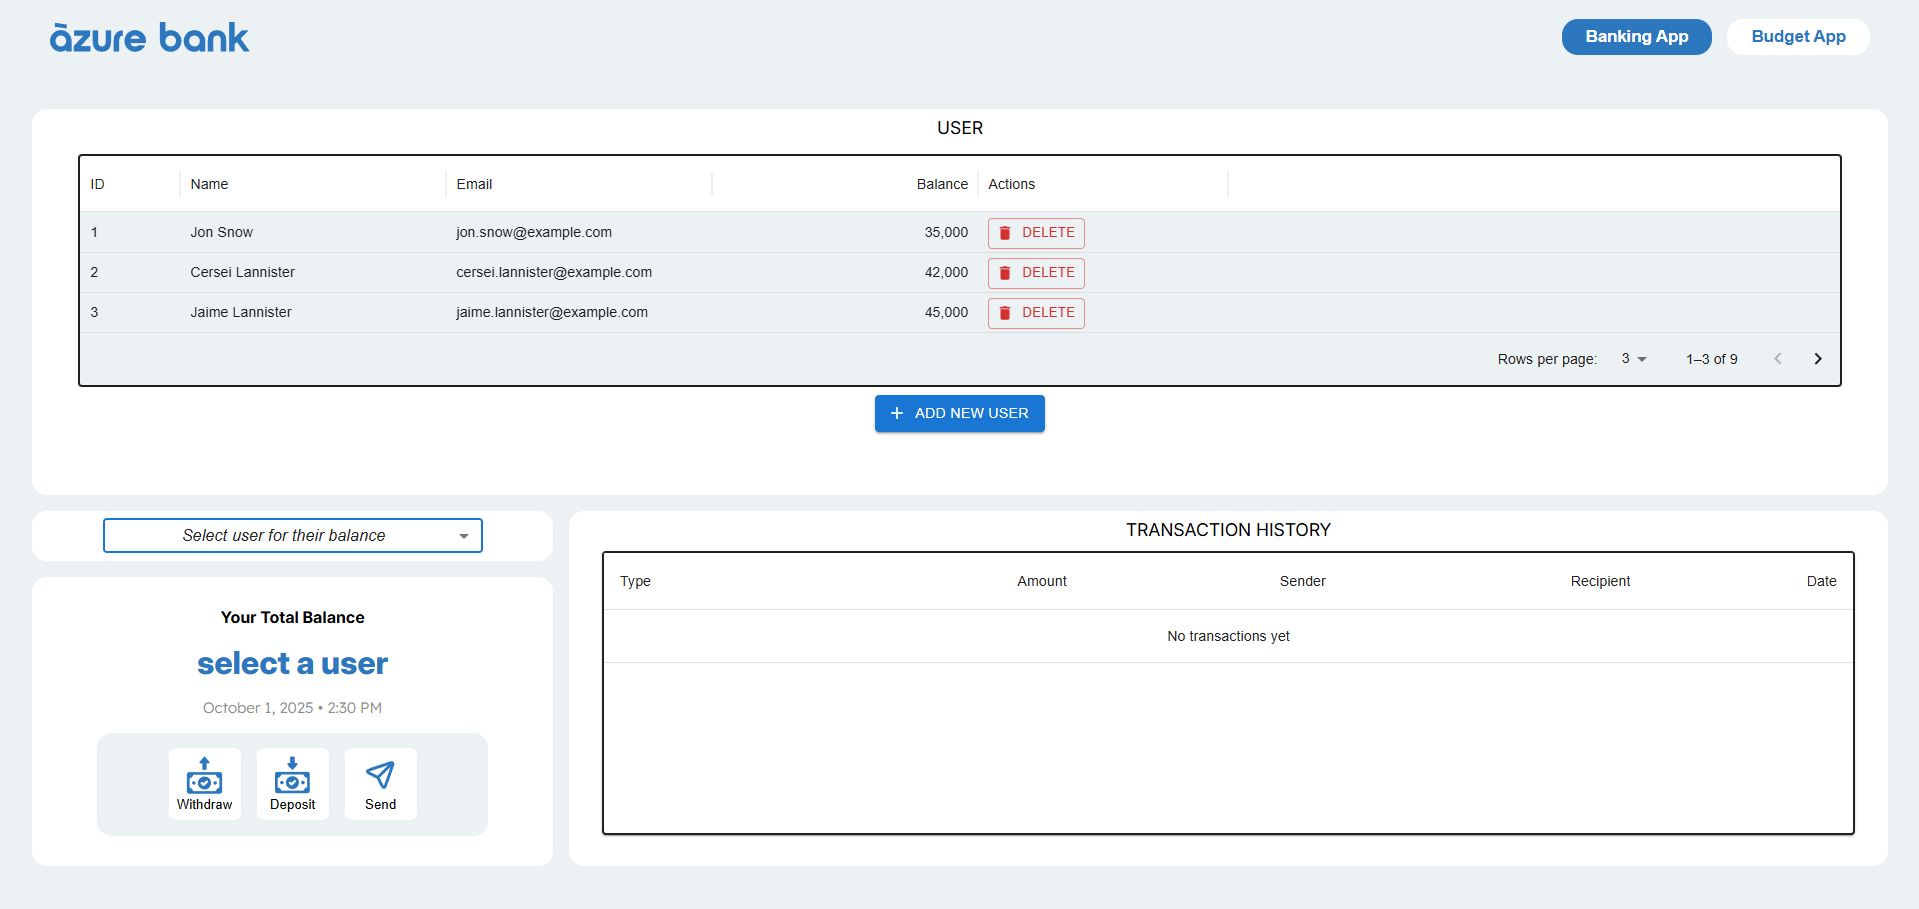 àzure bank
Banking App
Budget App
USER
ID Name Email Balance Actions
1 Jon Snow jon.snow@example.com 35,000 DELETE
2 Cersei Lannister cersei.lannister@example.com 42,000 DELETE
3 Jaime Lannister jaime.lannister@example.com 45,000 DELETE
Rows per page: 3 1–3 of 9
ADD NEW USER
Select user for their balance
Your Total Balance
select a user
October 1, 2025 • 2:30 PM
Withdraw Deposit Send
TRANSACTION HISTORY
Type Amount Sender Recipient Date
No transactions yet